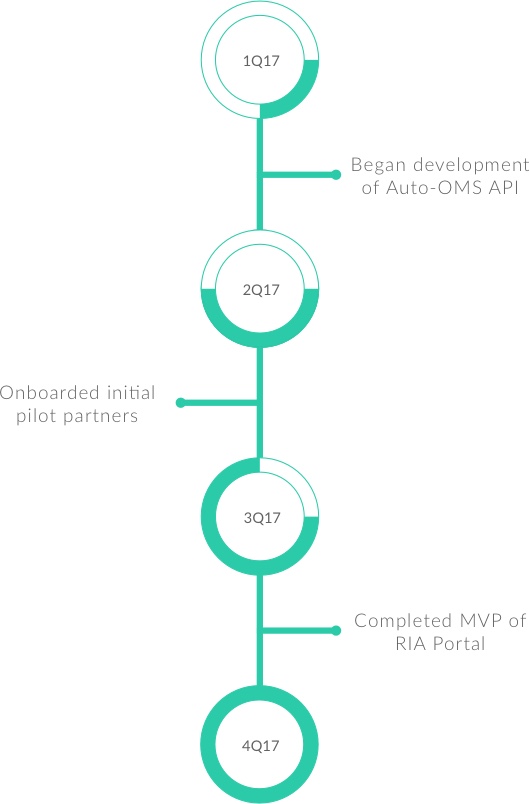 1Q17
Began development
of Auto-OMS API
2Q17
Onboarded initial
pilot partners
3Q17
Completed MVP of
RIA Portal
4Q17